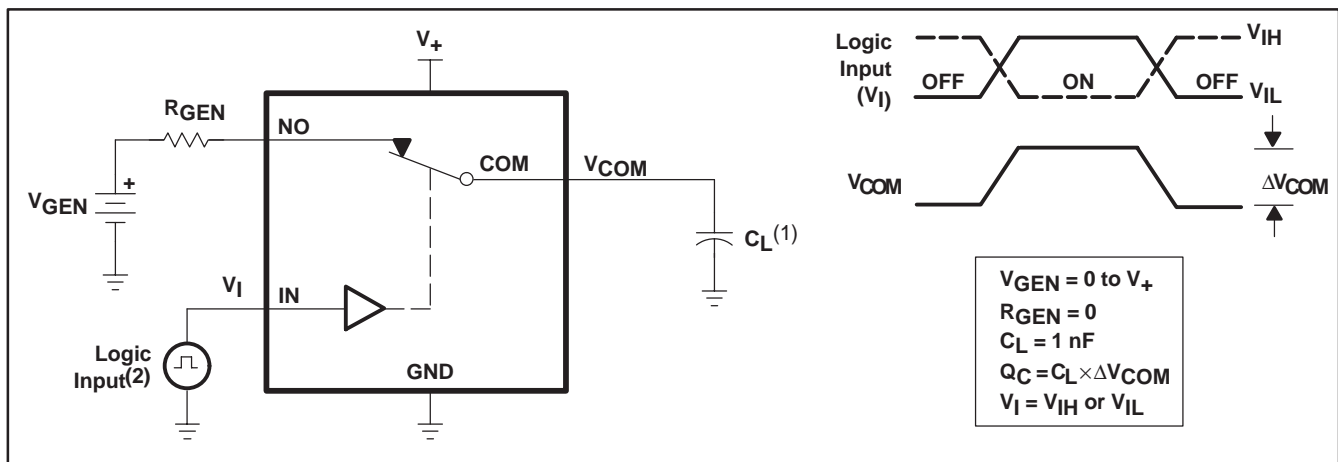 V+
RGEN
NO
COM
VCOM
+
VGEN
CL(1)
VI
IN
Logic
Input(2)
GND
Logic
Input
(VI)
VIH
OFF
ON
OFF
VIL
VCOM
ΔVCOM
VGEN = 0 to V+
RGEN = 0
CL = 1 nF
QC = CL × ΔVCOM
VI = VIH or VIL